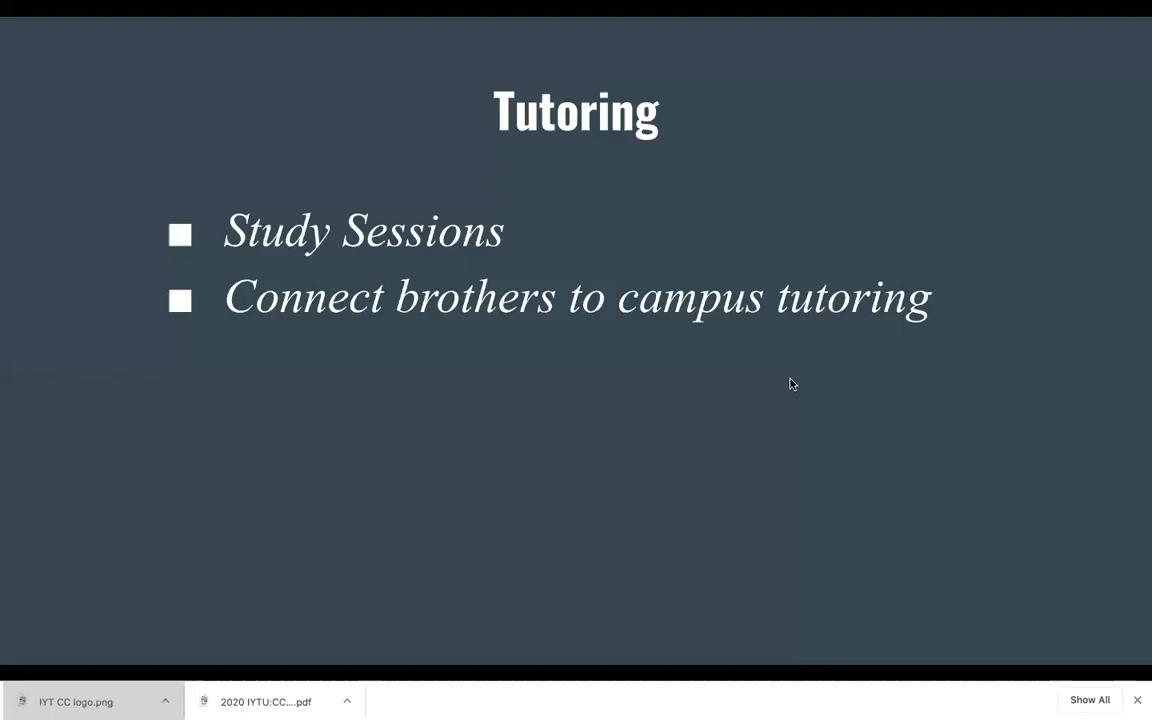 Tutoring
Study Sessions
Connect brothers to campus tutoring
IYT CC logo.png
2020 IYTU:CC....pdf
Show All